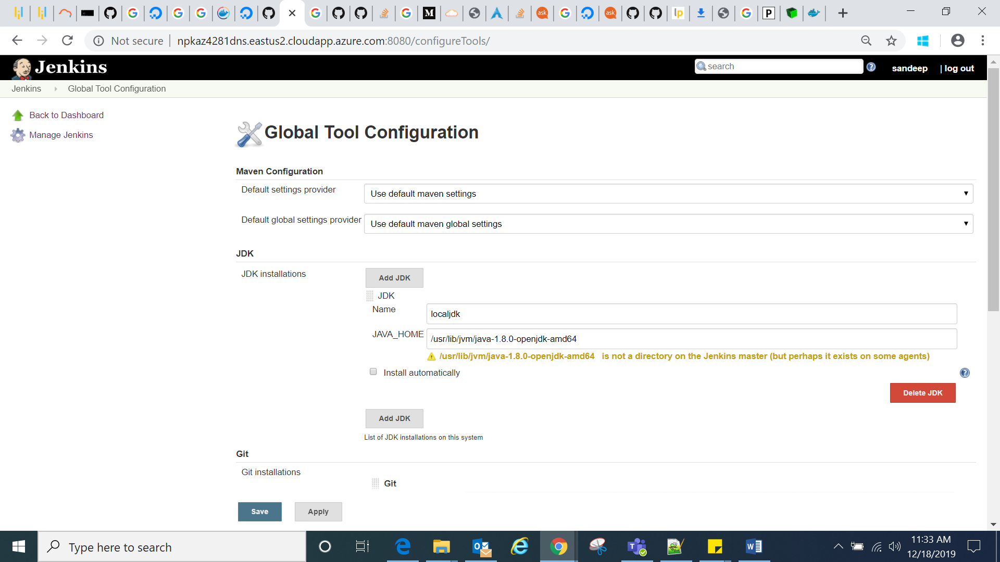 Not secure | npkaz4281dns.eastus2.cloudapp.azure.com:8080/configureTools/
Jenkins
search
sandeep
| log out
Jenkins
Global Tool Configuration
Back to Dashboard
Manage Jenkins
Global Tool Configuration
Maven Configuration
Default settings provider
Use default maven settings
Default global settings provider
Use default maven global settings
JDK
JDK installations
Add JDK
JDK
Name
localjdk
JAVA_HOME
/usr/lib/jvm/java-1.8.0-openjdk-amd64
/usr/lib/jvm/java-1.8.0-openjdk-amd64 is not a directory on the Jenkins master (but perhaps it exists on some agents)
Install automatically
Delete JDK
Add JDK
List of JDK installations on this system
Git
Git installations
Git
Save
Apply
Type here to search
11:33 AM
12/18/2019